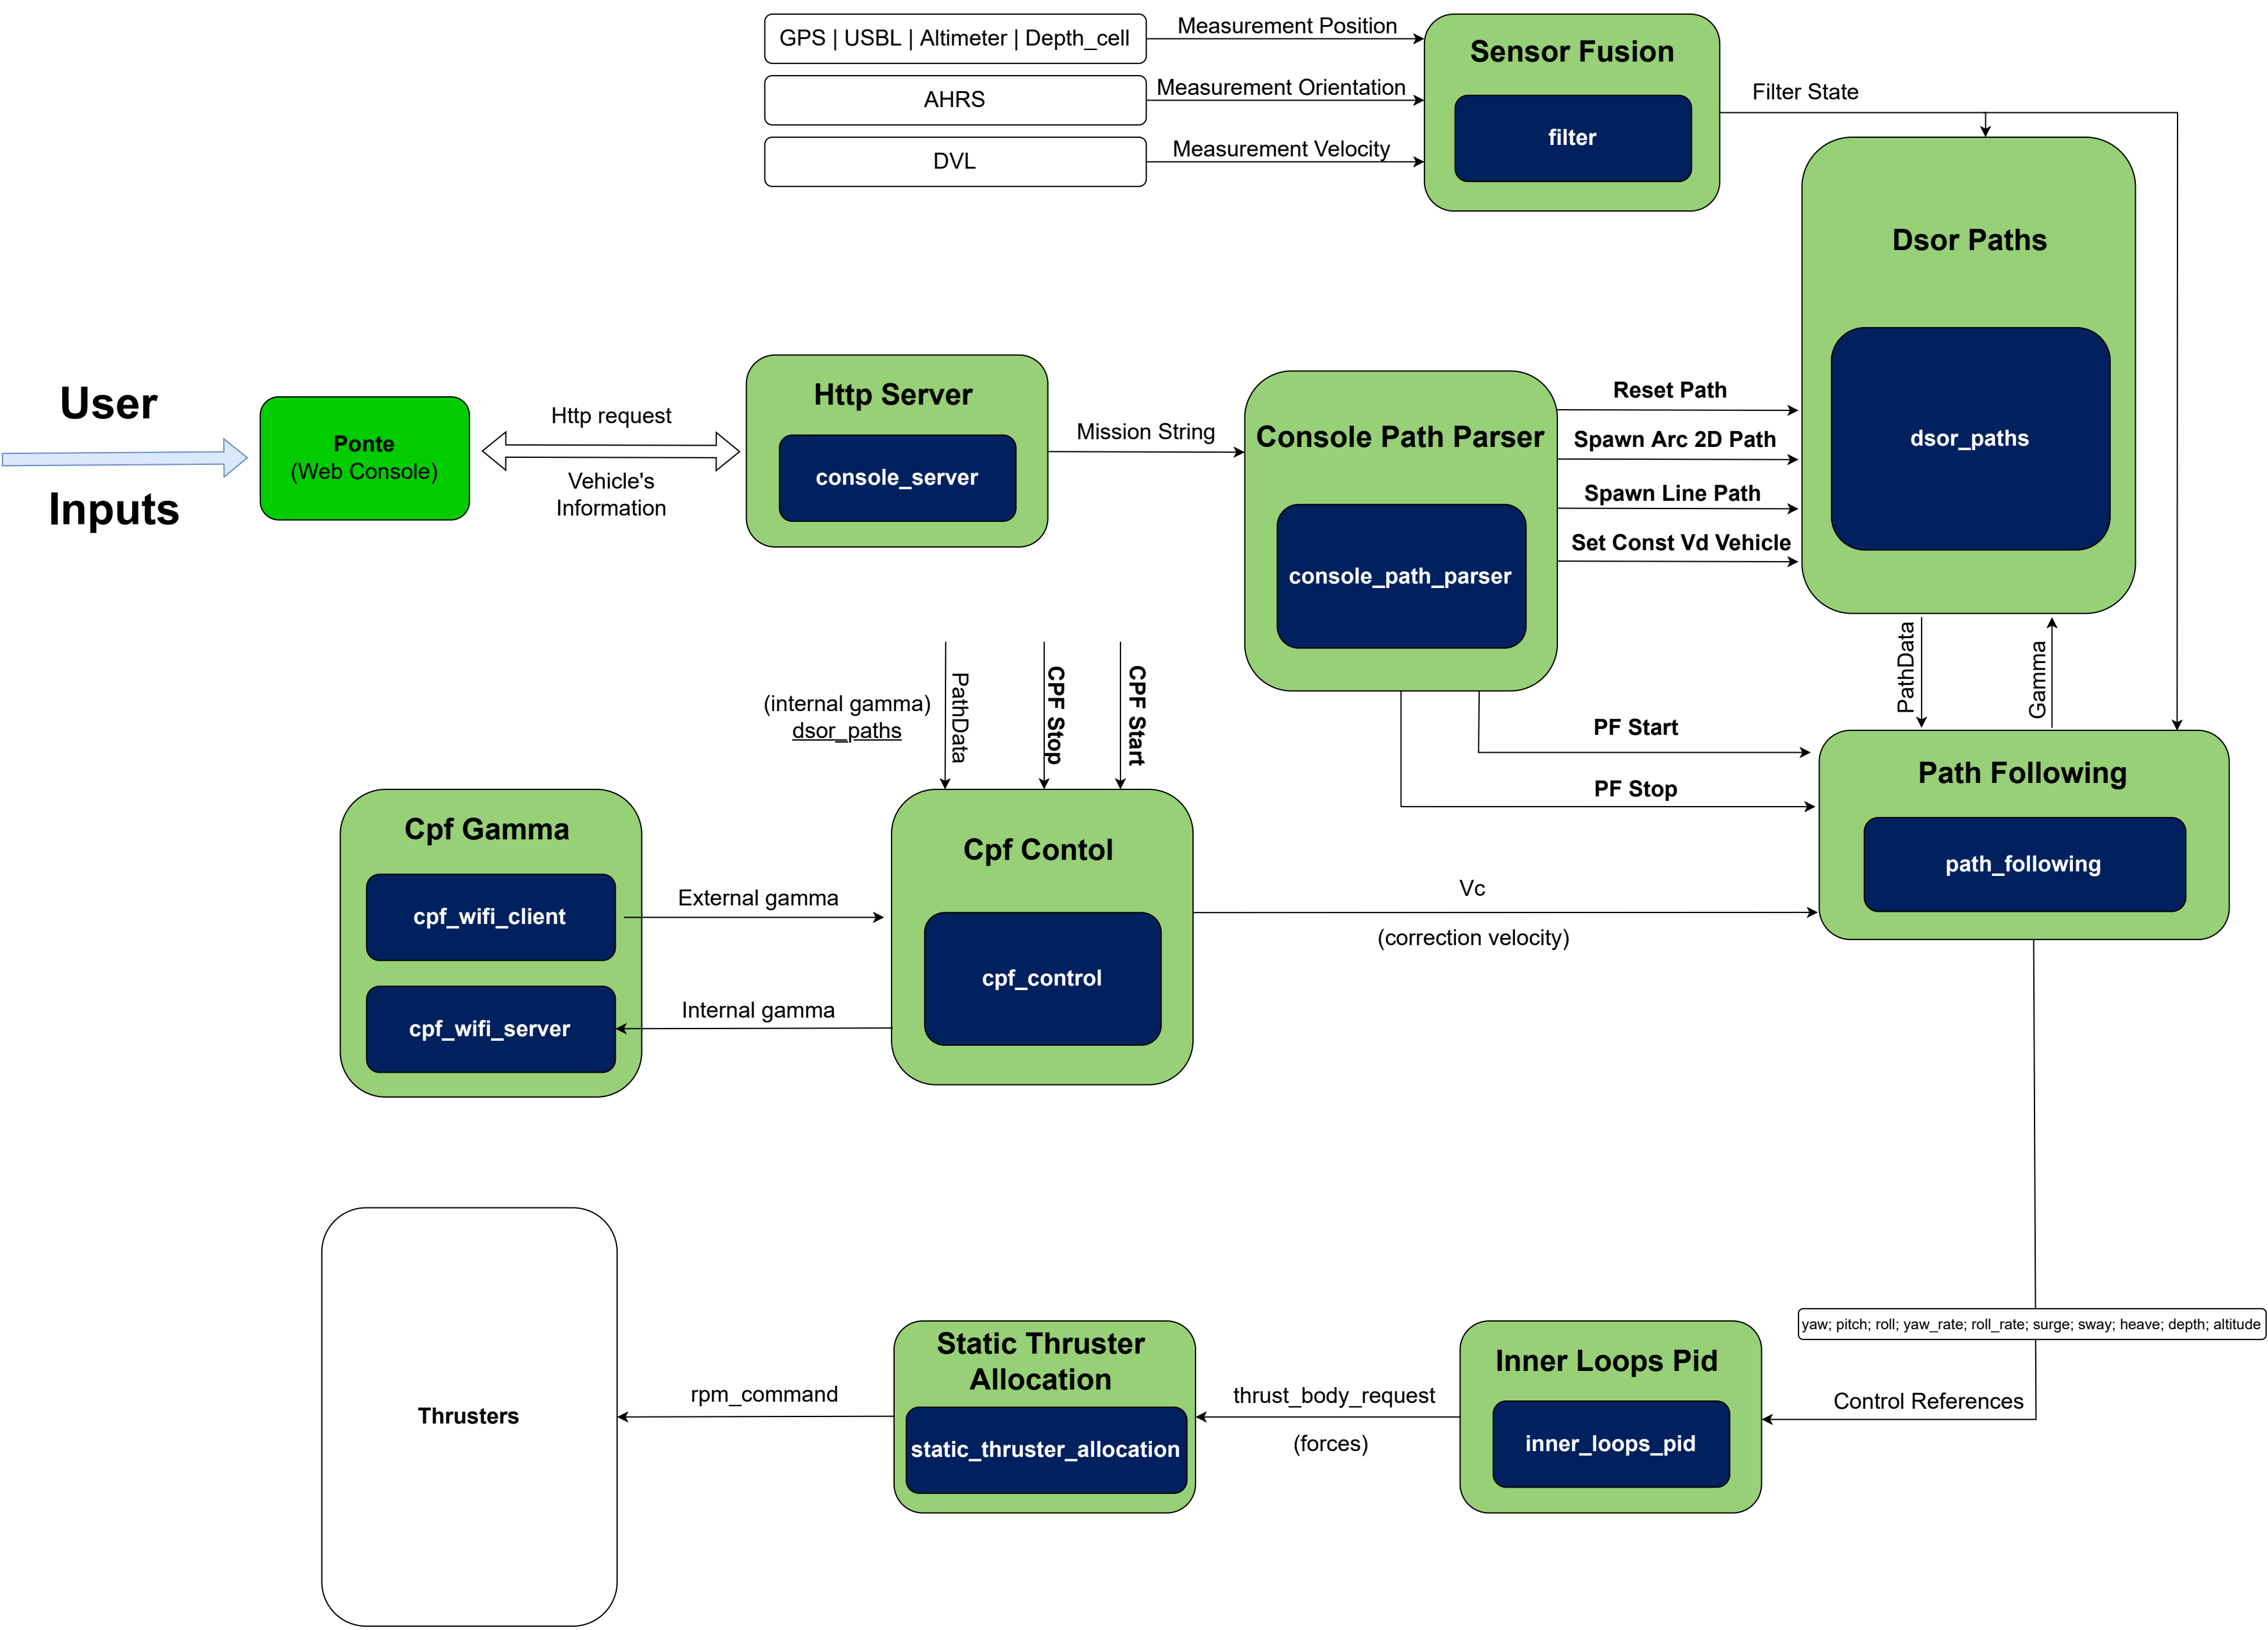 GPS | USBL | Altimeter | Depth_cell
Measurement Position
Sensor Fusion
AHRS
Measurement Orientation
filter
Filter State
DVL
Measurement Velocity
Dsor Paths
dsor_paths
User
Inputs
Ponte
(Web Console)
Http request
Vehicle's
Information
Http Server
console_server
Mission String
Console Path Parser
console_path_parser
Reset Path
Spawn Arc 2D Path
Spawn Line Path
Set Const Vd Vehicle
PathData
Gamma
(internal gamma)
dsor_paths
PathData
CPF Stop
CPF Start
PF Start
PF Stop
Path Following
path_following
Cpf Gamma
cpf_wifi_client
cpf_wifi_server
External gamma
Internal gamma
Cpf Contol
cpf_control
Vc
(correction velocity)
yaw; pitch; roll; yaw_rate; roll_rate; surge; sway; heave; depth; altitude
Control References
Inner Loops Pid
inner_loops_pid
thrust_body_request
(forces)
Static Thruster
Allocation
static_thruster_allocation
rpm_command
Thrusters